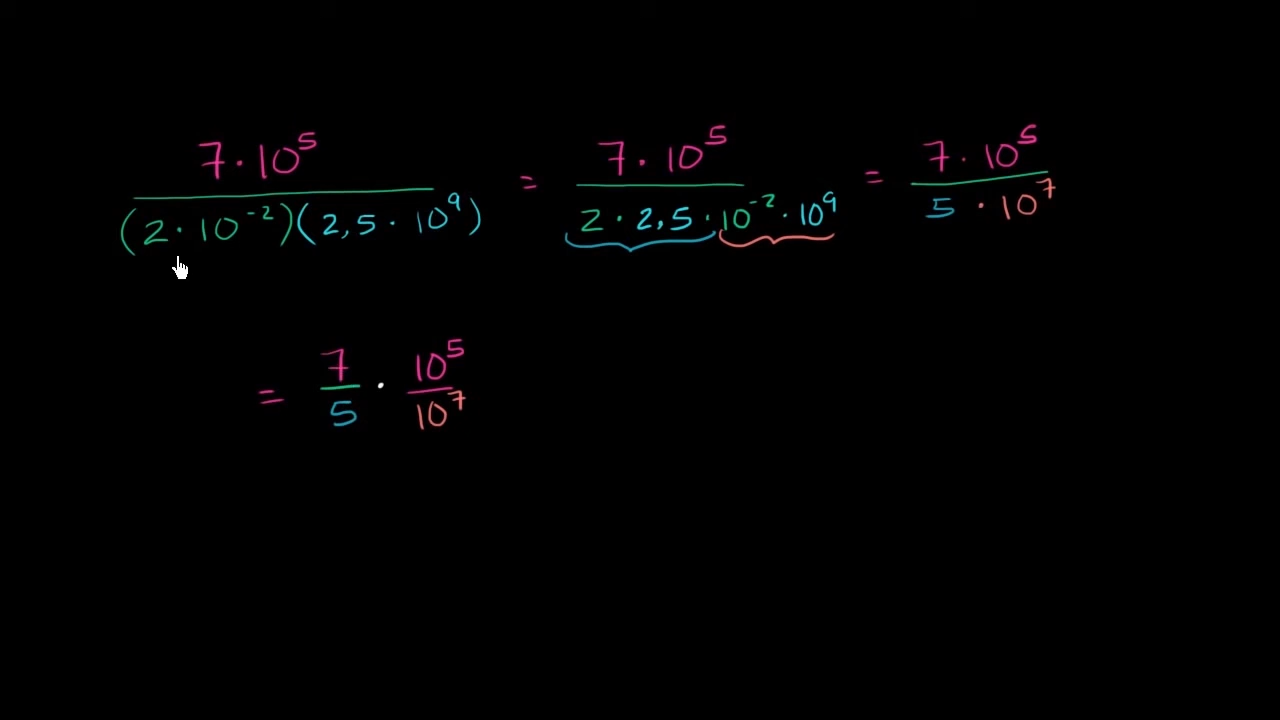 7·10⁵ / (2·10⁻²)(2,5·10⁹) = 7·10⁵ / 2·2,5·10⁻²·10⁹ = 7·10⁵ / 5·10⁷
= 7/5 · 10⁵/10⁷